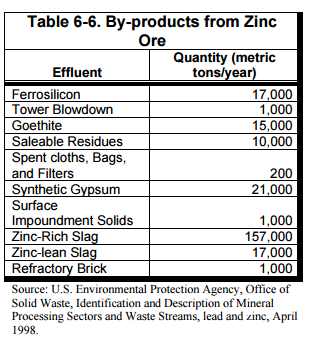 Table 6-6. By-products from Zinc
Ore
Effluent
Quantity (metric
tons/year)
Ferrosilicon 17,000
Tower Blowdown 1,000
Goethite 15,000
Saleable Residues 10,000
Spent cloths, Bags,
and Filters 200
Synthetic Gypsum 21,000
Surface
Impoundment Solids 1,000
Zinc-Rich Slag 157,000
Zinc-lean Slag 17,000
Refractory Brick 1,000
Source: U.S. Environmental Protection Agency, Office of
Solid Waste, Identification and Description of Mineral
Processing Sectors and Waste Streams, lead and zinc, April
1998.